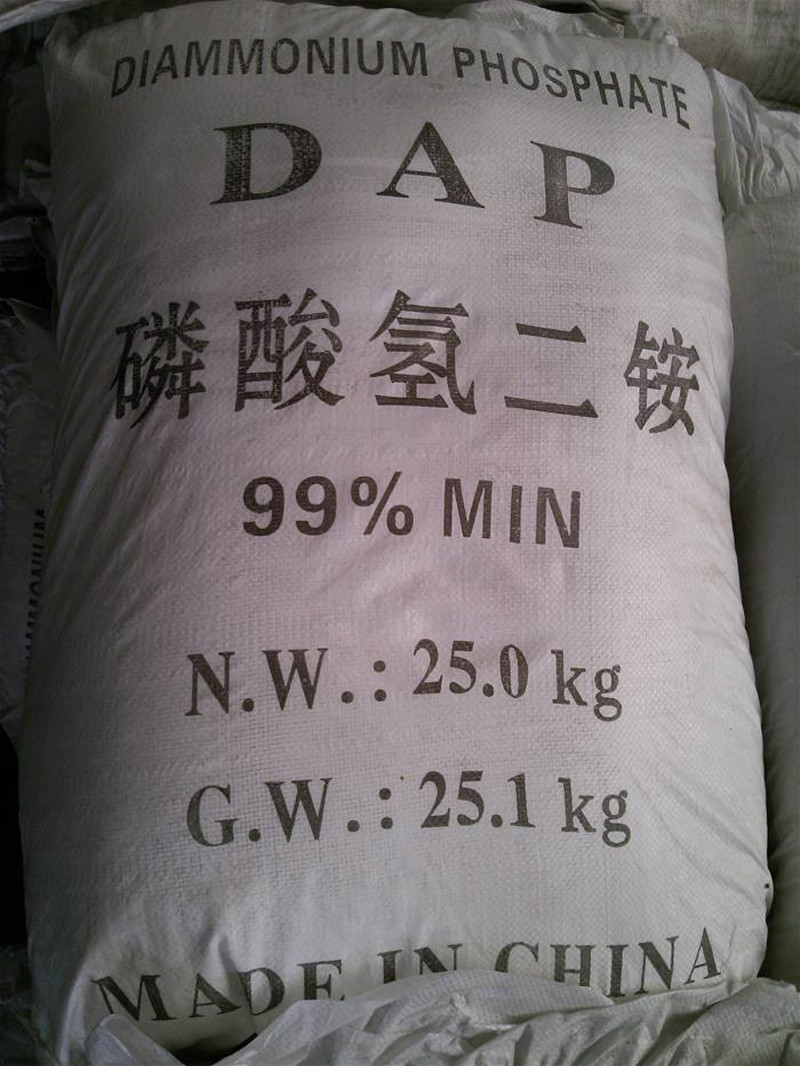 DIAMMONIUM PHOSPHATE
DAP
磷酸氢二铵
99% MIN
N.W.: 25.0 kg
G.W.: 25.1 kg
MADE IN CHINA